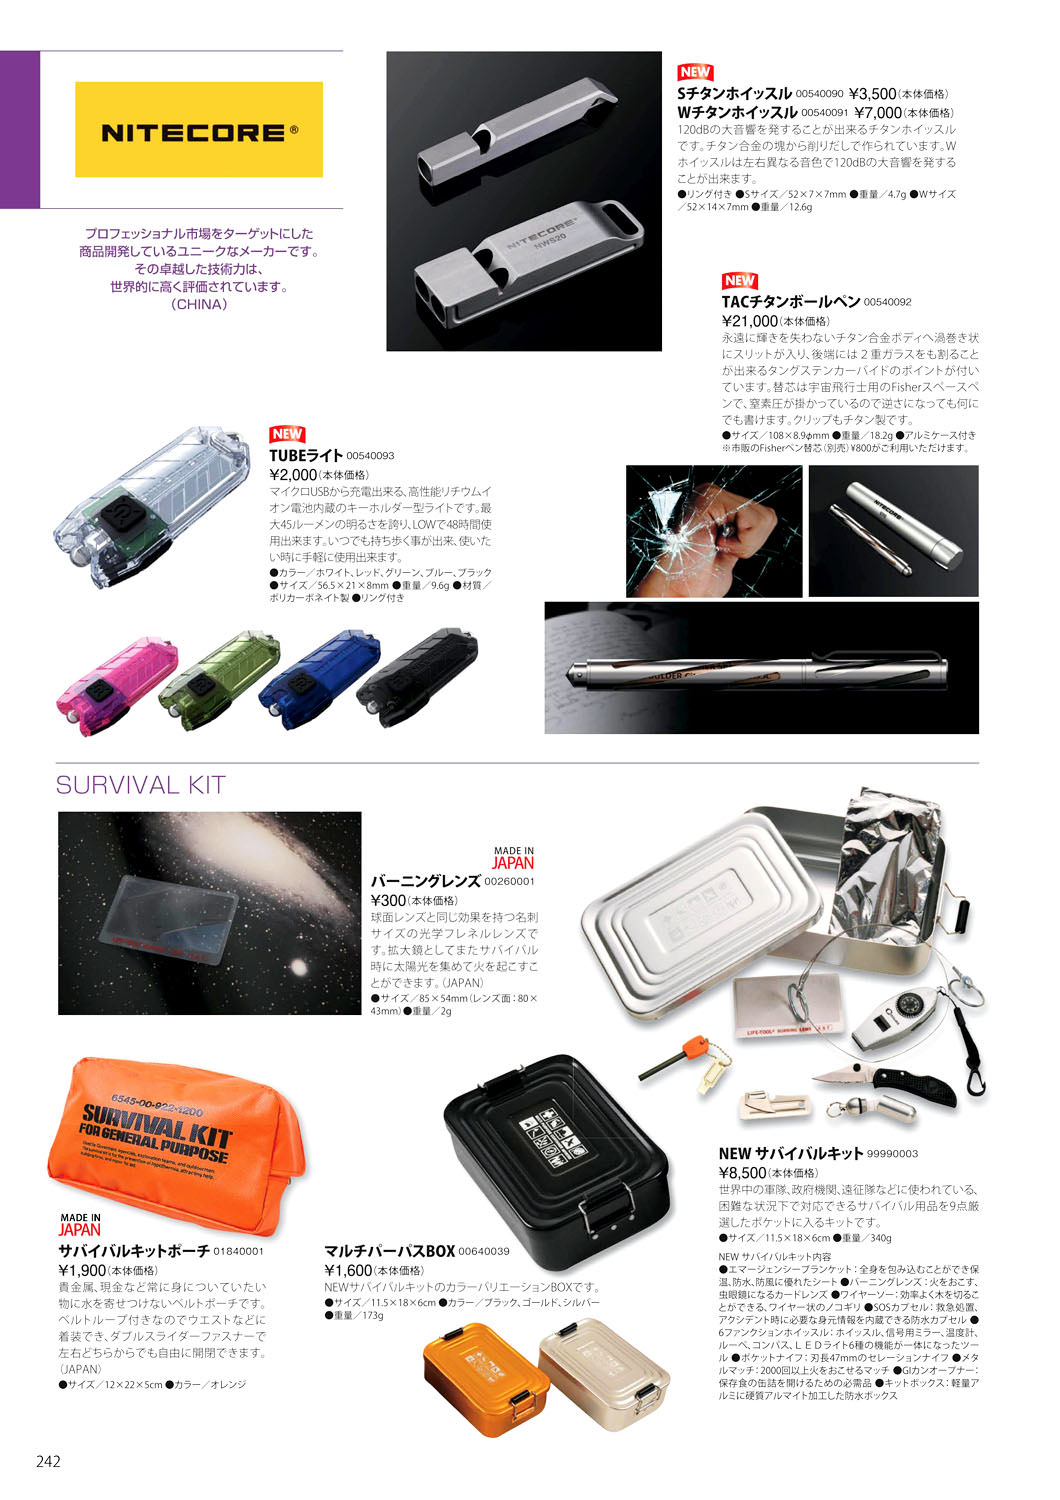 NITECORE®
プロフェッショナル市場をターゲットにした
商品開発しているユニークなメーカーです。
その卓越した技術力は、
世界的に高く評価されています。
（CHINA）
NITECORE
NWS20
NEW
Sチタンホイッスル 00540090 ¥3,500（本体価格）
Wチタンホイッスル 00540091 ¥7,000（本体価格）
120dBの大音響を発することが出来るチタンホイッスル
です。チタン合金の塊から削りだしで作られています。W
ホイッスルは左右異なる音色で120dBの大音響を発する
ことが出来ます。
●リング付き ●Sサイズ／52×7×7mm ●重量／4.7g ●Wサイズ
／52×14×7mm ●重量／12.6g
NEW
TACチタンボールペン 00540092
¥21,000（本体価格）
永遠に輝きを失わないチタン合金ボディへ渦巻き状
にスリットが入り、後端には２重ガラスをも割ること
が出来るタングステンカーバイドのポイントが付い
ています。替芯は宇宙飛行士用のFisherスペースペ
ンで、窒素圧が掛かっているので逆さになっても何に
でも書けます。クリップもチタン製です。
●サイズ／108×8.9φmm ●重量／18.2g ●アルミケース付き
※市販のFisherペン替芯（別売）¥800がご利用いただけます。
NITECORE
NEW
TUBEライト 00540093
¥2,000（本体価格）
マイクロUSBから充電出来る、高性能リチウムイ
オン電池内蔵のキーホルダー型ライトです。最
大45ルーメンの明るさを誇り、LOWで48時間使
用出来ます。いつでも持ち歩く事が出来、使いた
い時に手軽に使用出来ます。
●カラー／ホワイト、レッド、グリーン、ブルー、ブラック
●サイズ／56.5×21×8mm ●重量／9.6g ●材質／
ポリカーボネイト製 ●リング付き
SURVIVAL KIT
MADE IN
JAPAN
バーニングレンズ 00260001
¥300（本体価格）
球面レンズと同じ効果を持つ名刺
サイズの光学フレネルレンズで
す。拡大鏡としてまたサバイバル
時に太陽光を集めて火を起こすこ
とができます。（JAPAN）
●サイズ／85×54mm（レンズ面：80×
43mm）●重量／2g
LIFE-TOOL® BURNING LENS
6545-00-922-1200
SURVIVAL KIT
FOR GENERAL PURPOSE
MADE IN
JAPAN
サバイバルキットポーチ 01840001
¥1,900（本体価格）
貴金属、現金など常に身についていたい
物に水を寄せつけないベルトポーチです。
ベルトループ付きなのでウエストなどに
着装でき、ダブルスライダーファスナーで
左右どちらからでも自由に開閉できます。
（JAPAN）
●サイズ／12×22×5cm ●カラー／オレンジ
マルチパーパスBOX 00640039
¥1,600（本体価格）
NEWサバイバルキットのカラーバリエーションBOXです。
●サイズ／11.5×18×6cm ●カラー／ブラック、ゴールド、シルバー
●重量／173g
NEW サバイバルキット 99990003
¥8,500（本体価格）
世界中の軍隊、政府機関、遠征隊などに使われている、
困難な状況下で対応できるサバイバル用品を9点厳
選したポケットに入るキットです。
●サイズ／11.5×18×6cm ●重量／340g
NEW サバイバルキット内容
●エマージェンシーブランケット：全身を包み込むことができ保
温、防水、防風に優れたシート ●バーニングレンズ：火をおこす、
虫眼鏡になるカードレンズ ●ワイヤーソー：効率よく木を切るこ
とができる、ワイヤー状のノコギリ ●SOSカプセル：救急処置、
アクシデント時に必要な身元情報を内蔵できる防水カプセル ●
6ファンクションホイッスル：ホイッスル、信号用ミラー、温度計、
ルーペ、コンパス、ＬＥＤライト6種の機能が一体になったツー
ル ●ポケットナイフ：刃長47mmのセレーションナイフ ●メタ
ルマッチ：2000回以上火をおこせるマッチ ●GIカンオープナー：
保存食の缶詰を開けるための必需品 ●キットボックス：軽量ア
ルミに硬質アルマイト加工した防水ボックス
242